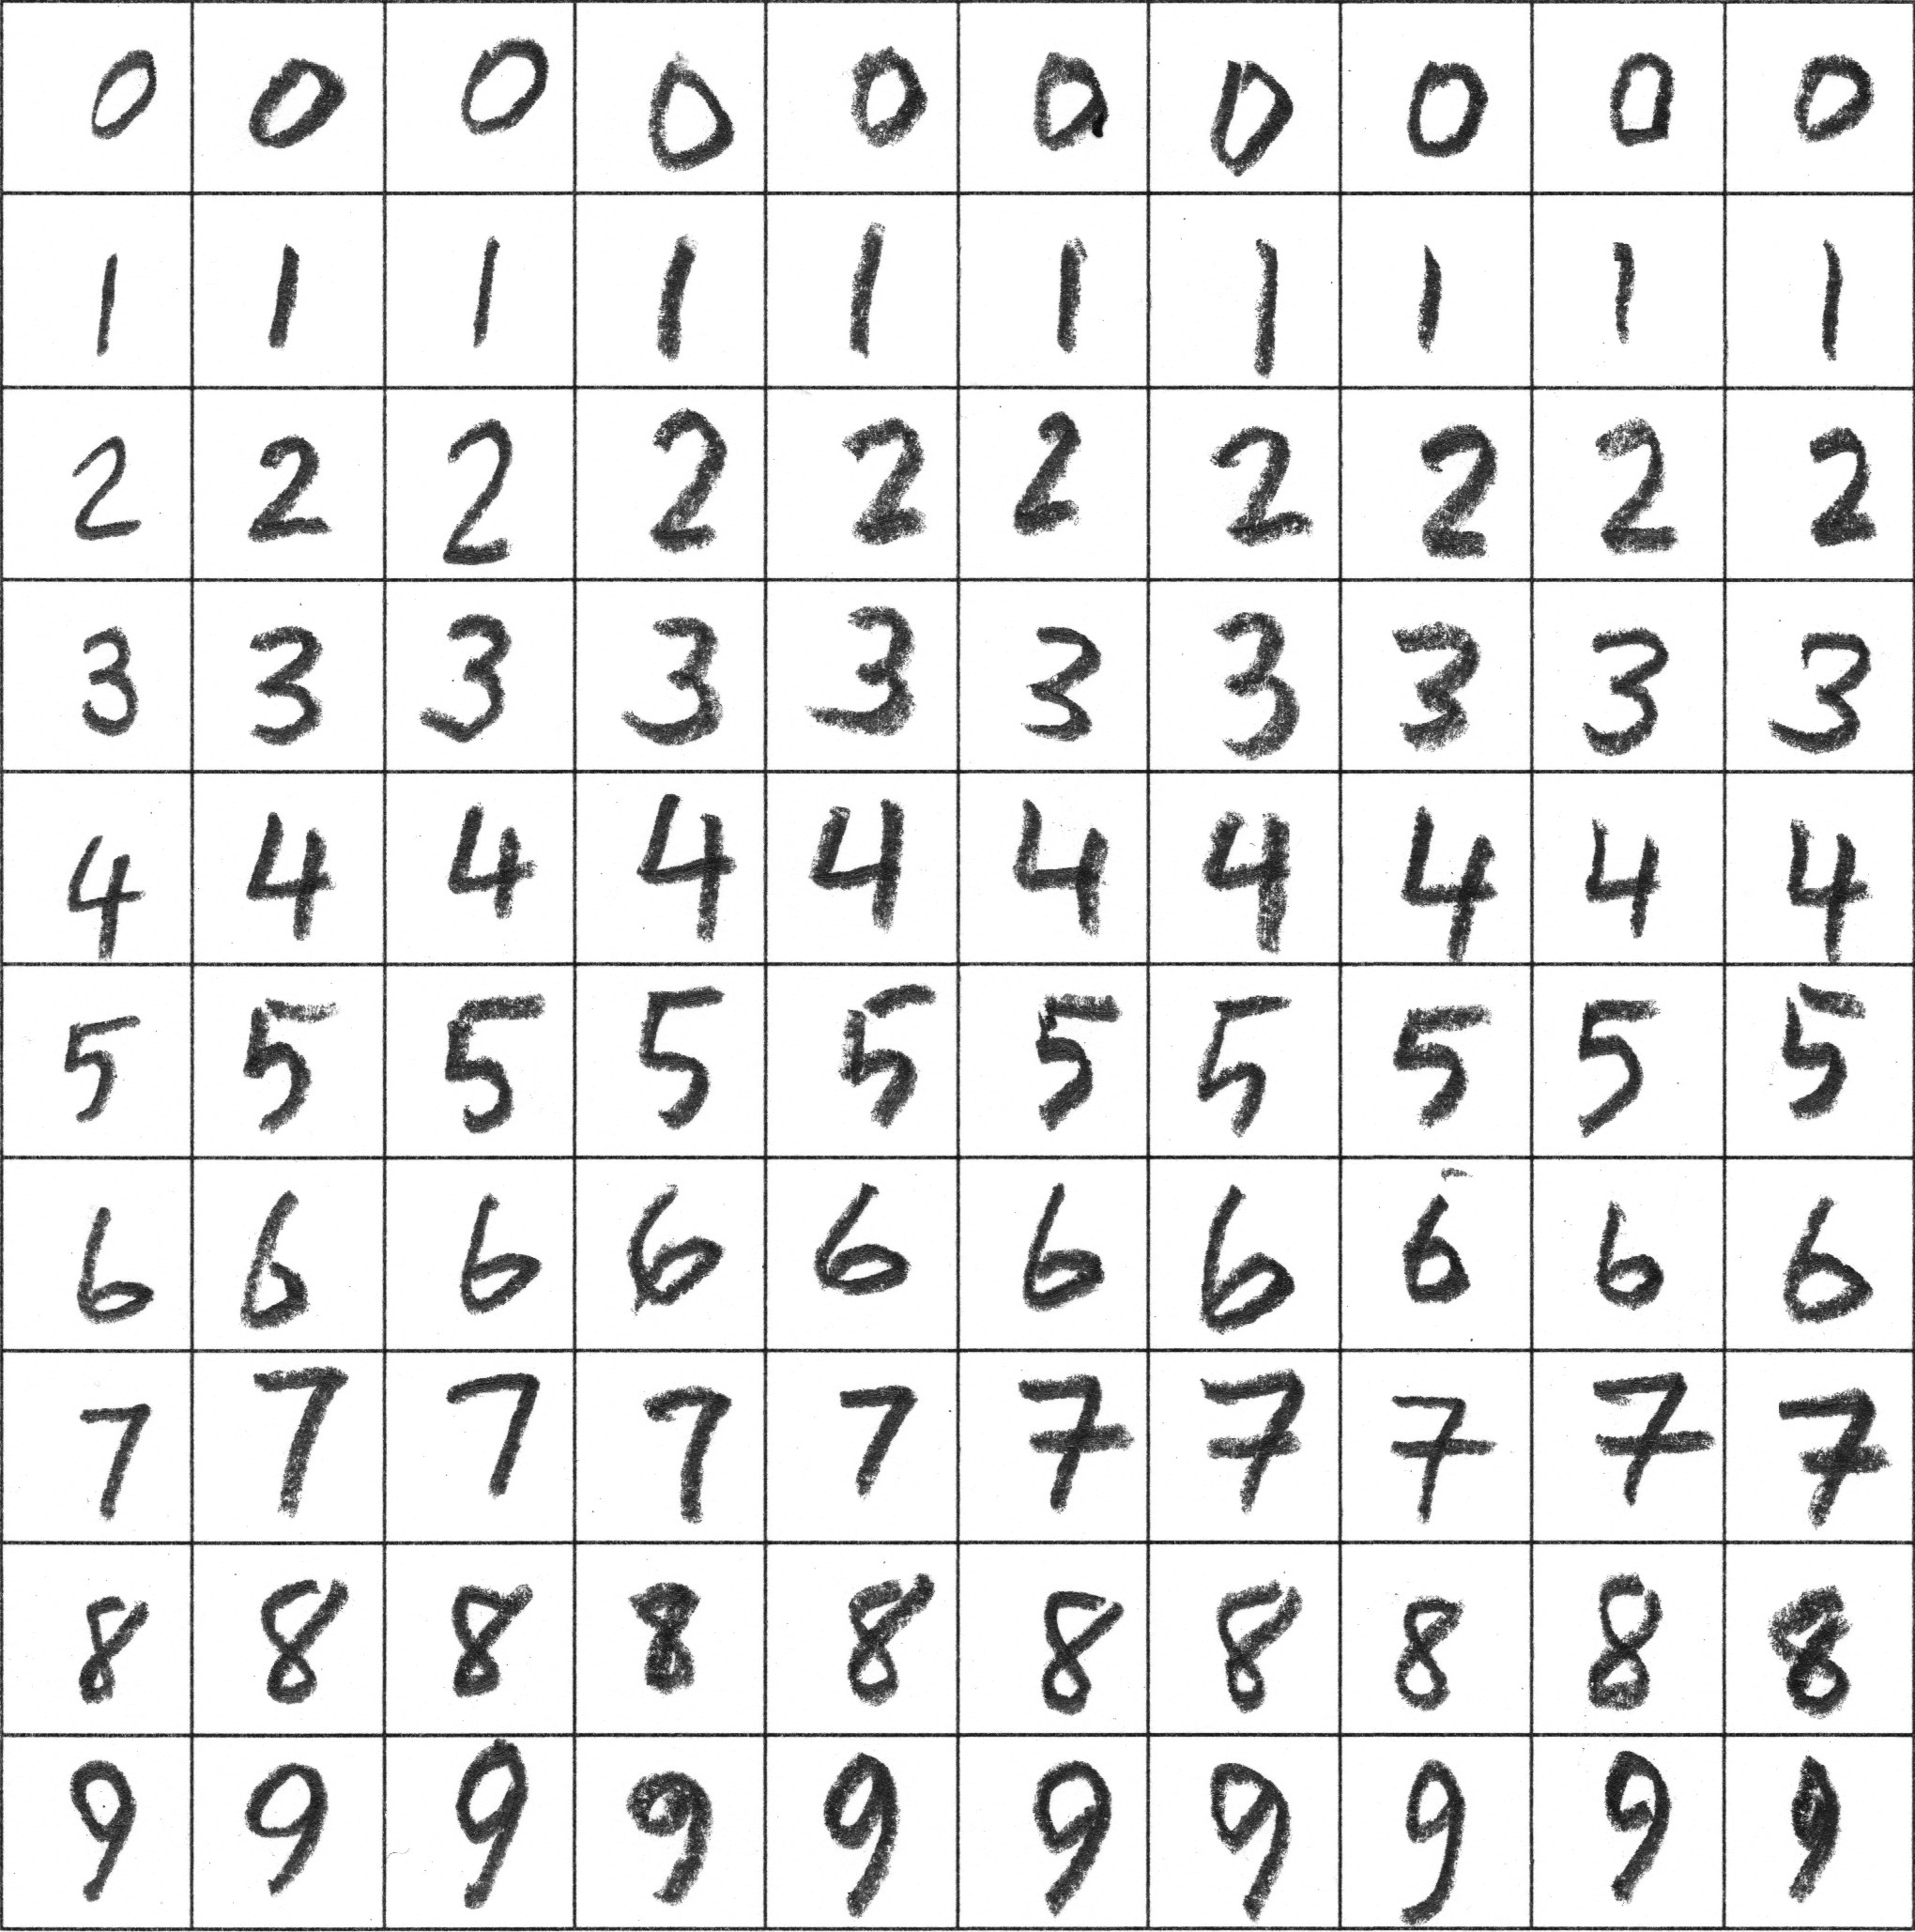 0 0 0 0 0 0 0 0 0 0
1 1 1 1 1 1 1 1 1 1
2 2 2 2 2 2 2 2 2 2
3 3 3 3 3 3 3 3 3 3
4 4 4 4 4 4 4 4 4 4
5 5 5 5 5 5 5 5 5 5
6 6 6 6 6 6 6 6 6 6
7 7 7 7 7 7 7 7 7 7
8 8 8 8 8 8 8 8 8 8
9 9 9 9 9 9 9 9 9 9